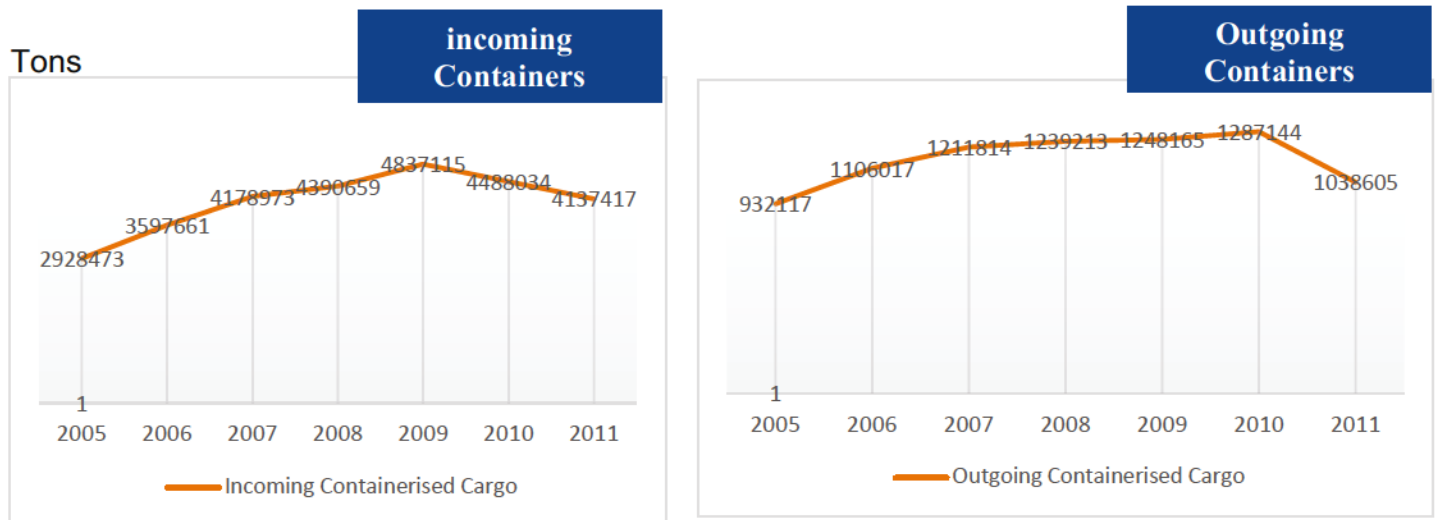 Tons
incoming
Containers
4837115
4488034
4390659
4178973
4137417
3597661
2928473
1
2005 2006 2007 2008 2009 2010 2011
Incoming Containerised Cargo
Outgoing
Containers
1287144
1248165
1239213
1211814
1106017
1038605
932117
1
2005 2006 2007 2008 2009 2010 2011
Outgoing Containerised Cargo